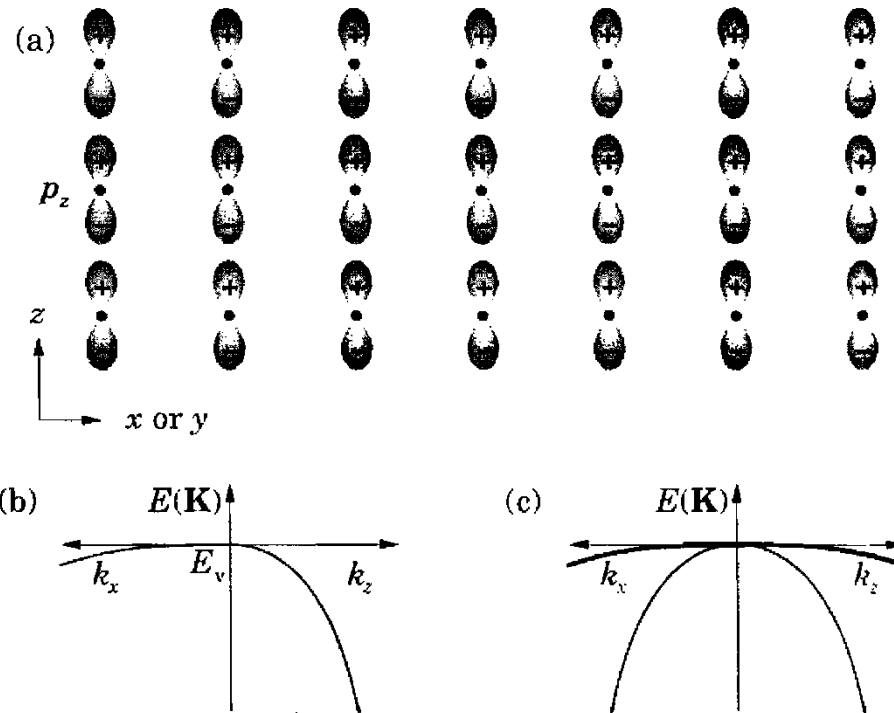 (a)
+ + + + + + +
p_z
+ + + + + + +
+ + + + + + +
z
x or y
(b) E(K)
k_x E_v k_z
(c) E(K)
k_x k_z